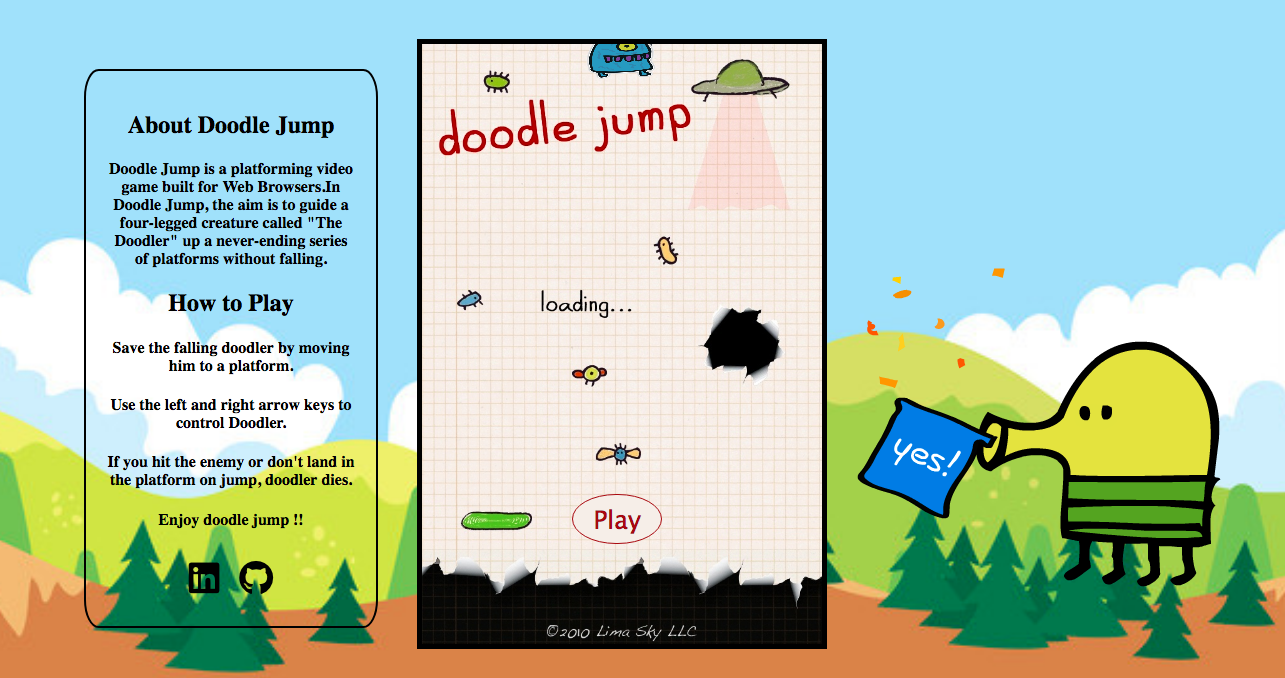 About Doodle Jump
Doodle Jump is a platforming video
game built for Web Browsers.In
Doodle Jump, the aim is to guide a
four-legged creature called "The
Doodler" up a never-ending series
of platforms without falling.
How to Play
Save the falling doodler by moving
him to a platform.
Use the left and right arrow keys to
control Doodler.
If you hit the enemy or don't land in
the platform on jump, doodler dies.
Enjoy doodle jump !!
in
doodle jump
loading...
Play
©2010 Lima Sky LLC
yes!